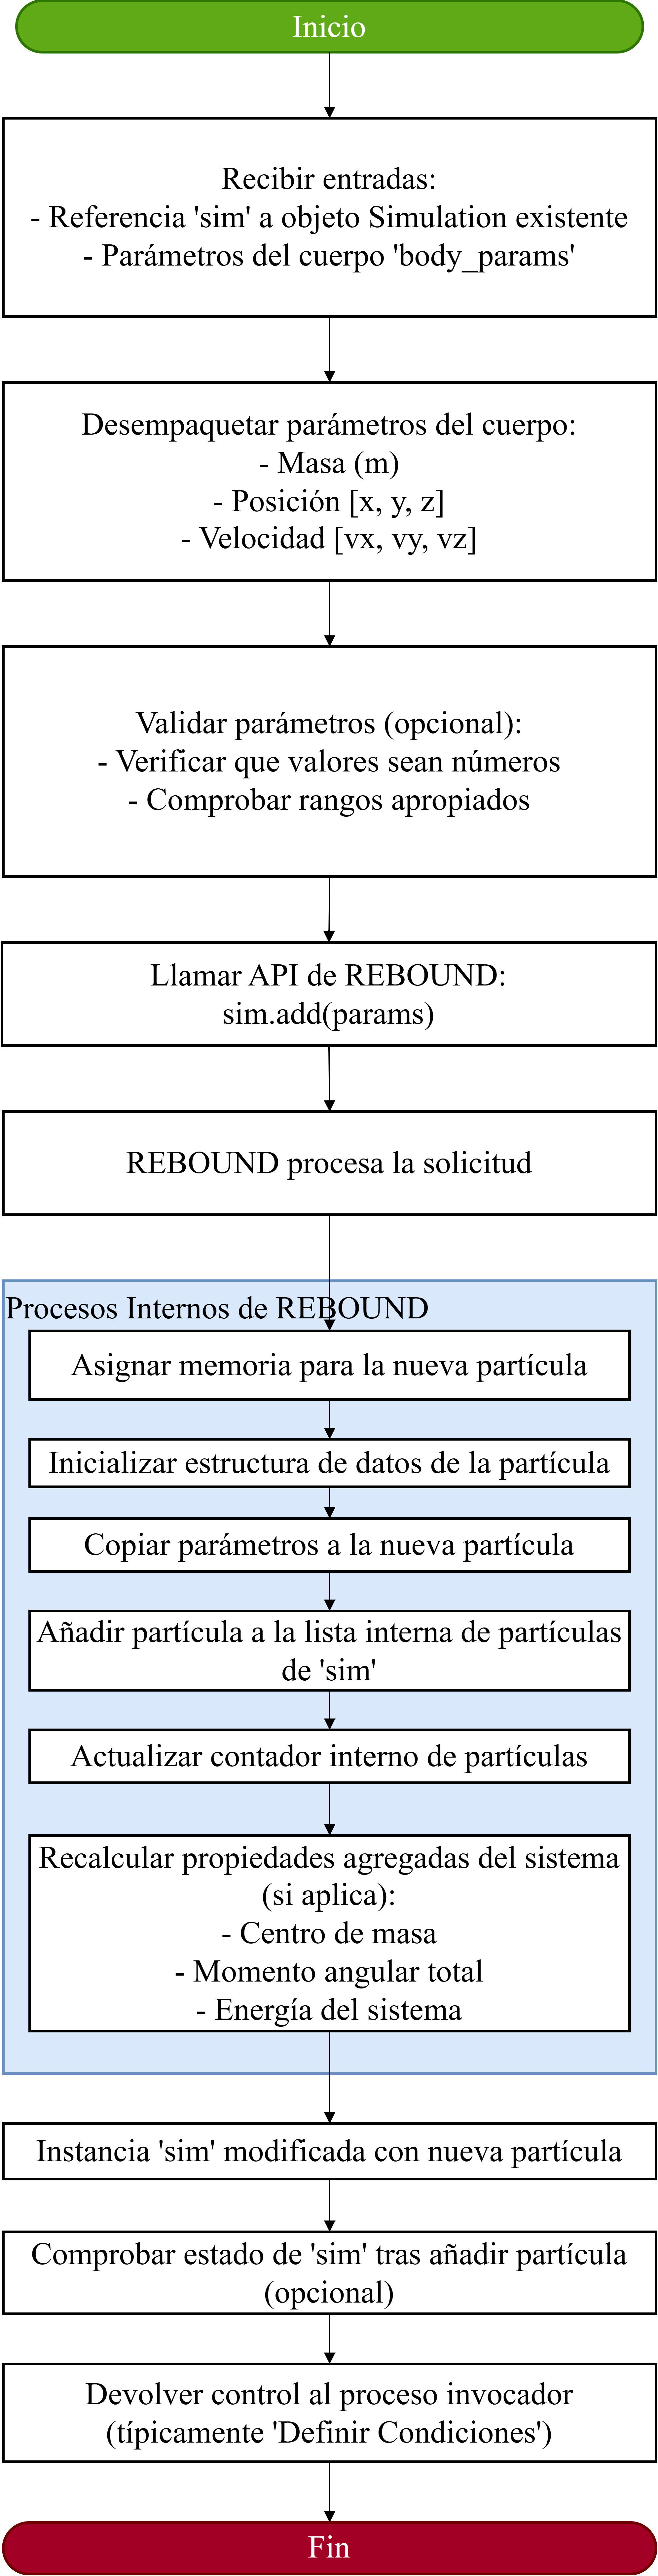 Inicio
Recibir entradas:
- Referencia 'sim' a objeto Simulation existente
- Parámetros del cuerpo 'body_params'
Desempaquetar parámetros del cuerpo:
- Masa (m)
- Posición [x, y, z]
- Velocidad [vx, vy, vz]
Validar parámetros (opcional):
- Verificar que valores sean números
- Comprobar rangos apropiados
Llamar API de REBOUND:
sim.add(params)
REBOUND procesa la solicitud
Procesos Internos de REBOUND
Asignar memoria para la nueva partícula
Inicializar estructura de datos de la partícula
Copiar parámetros a la nueva partícula
Añadir partícula a la lista interna de partículas
de 'sim'
Actualizar contador interno de partículas
Recalcular propiedades agregadas del sistema
(si aplica):
- Centro de masa
- Momento angular total
- Energía del sistema
Instancia 'sim' modificada con nueva partícula
Comprobar estado de 'sim' tras añadir partícula
(opcional)
Devolver control al proceso invocador
(típicamente 'Definir Condiciones')
Fin